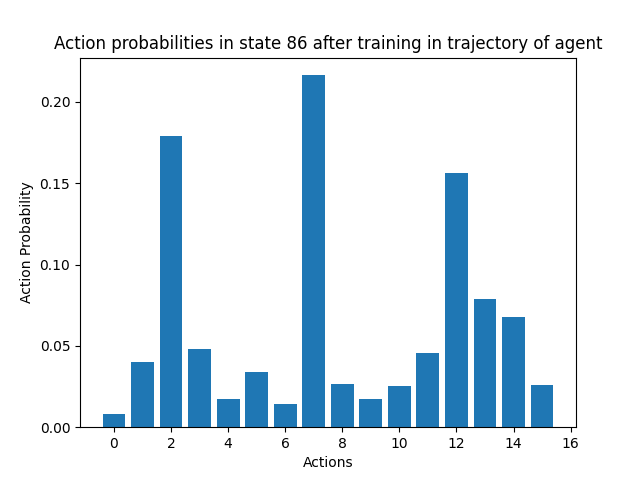 Action probabilities in state 86 after training in trajectory of agent
0.20
0.15
0.10
0.05
0.00
Action Probability
0 2 4 6 8 10 12 14 16
Actions